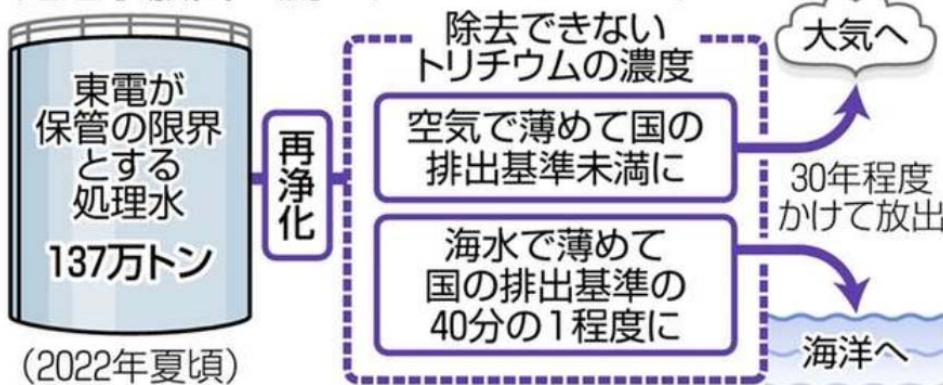 東電が
保管の限界
とする
処理水
137万トン
(2022年夏頃)
再浄化
除去できない
トリチウムの濃度
空気で薄めて国の
排出基準未満に
海水で薄めて
国の排出基準の
40分の1程度に
大気へ
30年程度
かけて放出
海洋へ